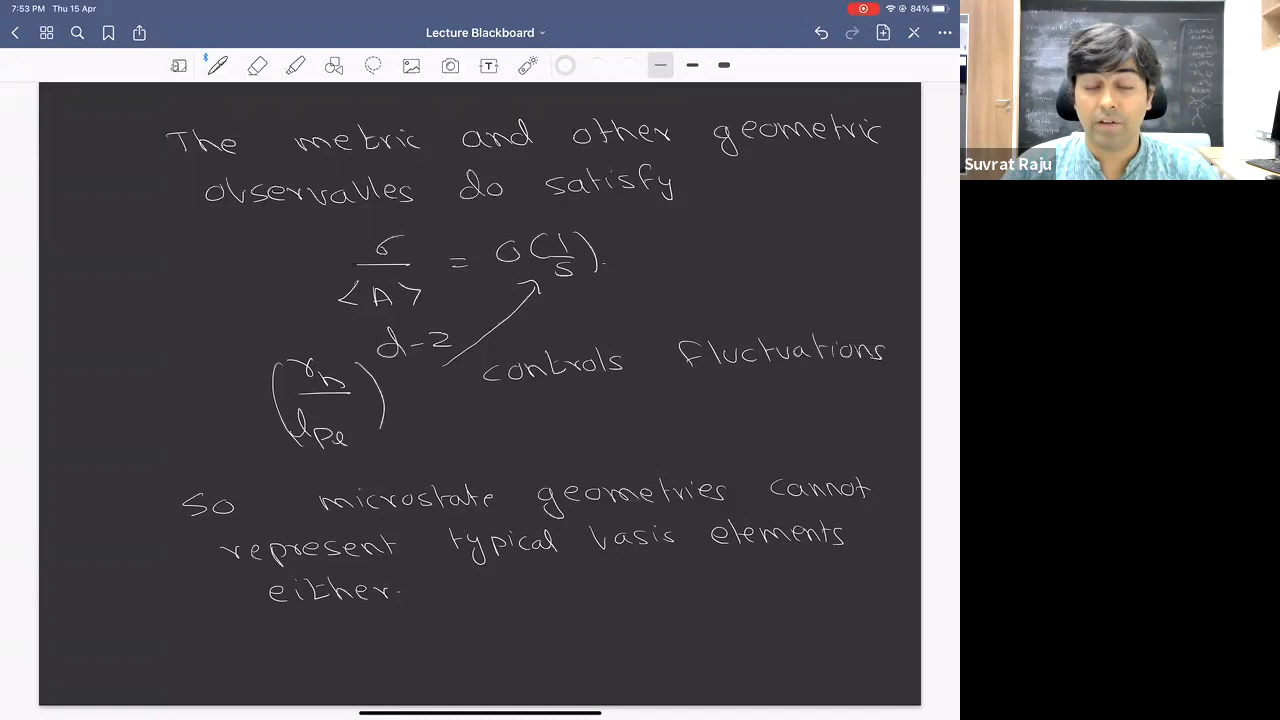 7:53 PM Thu 15 Apr
84%
Lecture Blackboard
T
The metric and other geometric
observables do satisfy
σ/<A> = O(1/S).
(r_h/l_pl)^{d-2} controls fluctuations
So microstate geometries cannot
represent typical basis elements
either.
Suvrat Raju